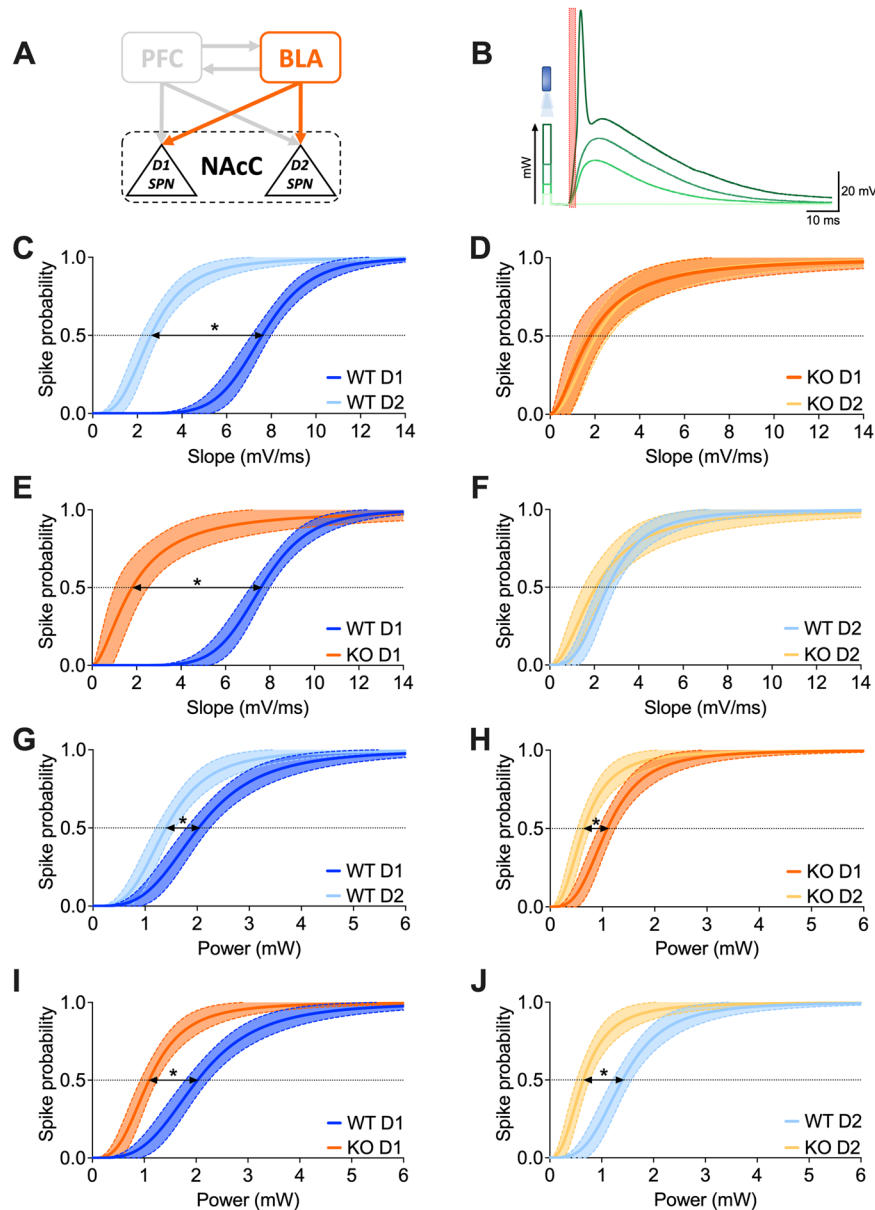 A
PFC
BLA
D1
SPN
NAcC
D2
SPN
B
mW
20 mV
10 ms
C
Spike probability
1.0
0.5
0.0
*
WT D1
WT D2
0 2 4 6 8 10 12 14
Slope (mV/ms)
D
Spike probability
1.0
0.5
0.0
KO D1
KO D2
0 2 4 6 8 10 12 14
Slope (mV/ms)
E
Spike probability
1.0
0.5
0.0
*
WT D1
KO D1
0 2 4 6 8 10 12 14
Slope (mV/ms)
F
Spike probability
1.0
0.5
0.0
WT D2
KO D2
0 2 4 6 8 10 12 14
Slope (mV/ms)
G
Spike probability
1.0
0.5
0.0
*
WT D1
WT D2
0 1 2 3 4 5 6
Power (mW)
H
Spike probability
1.0
0.5
0.0
*
KO D1
KO D2
0 1 2 3 4 5 6
Power (mW)
I
Spike probability
1.0
0.5
0.0
*
WT D1
KO D1
0 1 2 3 4 5 6
Power (mW)
J
Spike probability
1.0
0.5
0.0
*
WT D2
KO D2
0 1 2 3 4 5 6
Power (mW)